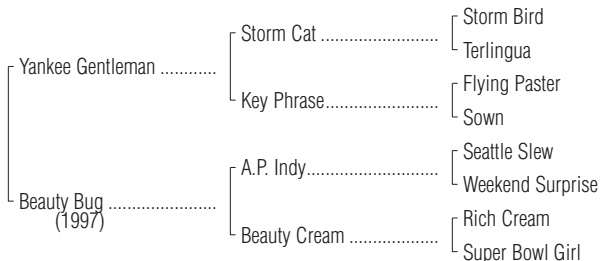 Storm Bird
Storm Cat ........................
Terlingua
Yankee Gentleman ............
Flying Paster
Key Phrase.......................
Sown
Seattle Slew
A.P. Indy...........................
Weekend Surprise
Beauty Bug .......................
(1997)
Rich Cream
Beauty Cream ...................
Super Bowl Girl